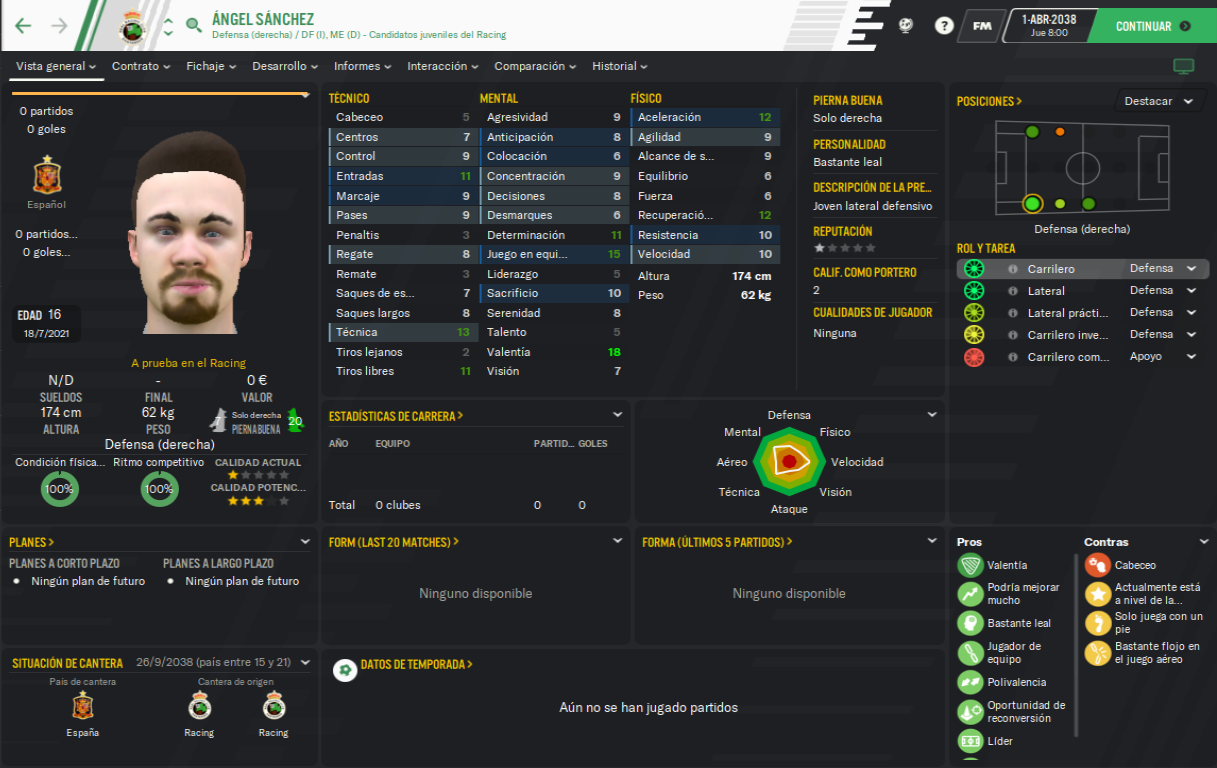 ÁNGEL SÁNCHEZ
Defensa (derecha) / DF (I), ME (D) - Candidatos juveniles del Racing
?
FM
1-ABR-2038
Jue 8:00
CONTINUAR
Vista general
Contrato
Fichaje
Desarrollo
Informes
Interacción
Comparación
Historial
0 partidos
0 goles
Español
0 partidos...
0 goles...
EDAD 16
18/7/2021
A prueba en el Racing
N/D
SUELDOS
-
FINAL
0 €
VALOR
174 cm
ALTURA
62 kg
PESO
7
Solo derecha
PIERNA BUENA
20
Defensa (derecha)
Condición física...
100%
Ritmo competitivo
100%
CALIDAD ACTUAL
CALIDAD POTENC...
TÉCNICO
Cabeceo 5
Centros 7
Control 9
Entradas 11
Marcaje 9
Pases 9
Penaltis 3
Regate 8
Remate 3
Saques de es... 7
Saques largos 8
Técnica 13
Tiros lejanos 2
Tiros libres 11
MENTAL
Agresividad 9
Anticipación 8
Colocación 6
Concentración 9
Decisiones 8
Desmarques 6
Determinación 11
Juego en equi... 15
Liderazgo 5
Sacrificio 10
Serenidad 8
Talento 5
Valentía 18
Visión 7
FÍSICO
Aceleración 12
Agilidad 9
Alcance de s... 9
Equilibrio 6
Fuerza 6
Recuperació... 12
Resistencia 10
Velocidad 10
Altura 174 cm
Peso 62 kg
PIERNA BUENA
Solo derecha
PERSONALIDAD
Bastante leal
DESCRIPCIÓN DE LA PRE...
Joven lateral defensivo
REPUTACIÓN
CALIF. COMO PORTERO
2
CUALIDADES DE JUGADOR
Ninguna
POSICIONES >
Destacar
Defensa (derecha)
ROL Y TAREA
Carrilero Defensa
Lateral Defensa
Lateral prácti... Defensa
Carrilero inve... Defensa
Carrilero com... Apoyo
ESTADÍSTICAS DE CARRERA >
AÑO EQUIPO PARTID... GOLES
Total 0 clubes 0 0
Defensa
Mental
Físico
Aéreo
Velocidad
Técnica
Visión
Ataque
PLANES >
PLANES A CORTO PLAZO
• Ningún plan de futuro
PLANES A LARGO PLAZO
• Ningún plan de futuro
FORM (LAST 20 MATCHES) >
Ninguno disponible
FORMA (ÚLTIMOS 5 PARTIDOS) >
Ninguno disponible
Pros
Valentía
Podría mejorar
mucho
Bastante leal
Jugador de
equipo
Polivalencia
Oportunidad de
reconversión
Líder
Contras
Cabeceo
Actualmente está
a nivel de la...
Solo juega con un
pie
Bastante flojo en
el juego aéreo
SITUACIÓN DE CANTERA 26/9/2038 (país entre 15 y 21)
País de cantera
España
Cantera de origen
Racing
Racing
DATOS DE TEMPORADA >
Aún no se han jugado partidos